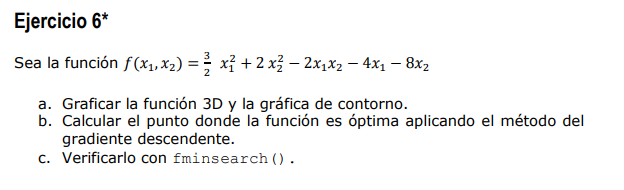 Ejercicio 6*
Sea la función f(x₁, x₂) = 3/2 x₁² + 2 x₂² − 2x₁x₂ − 4x₁ − 8x₂
a. Graficar la función 3D y la gráfica de contorno.
b. Calcular el punto donde la función es óptima aplicando el método del
gradiente descendente.
c. Verificarlo con fminsearch().